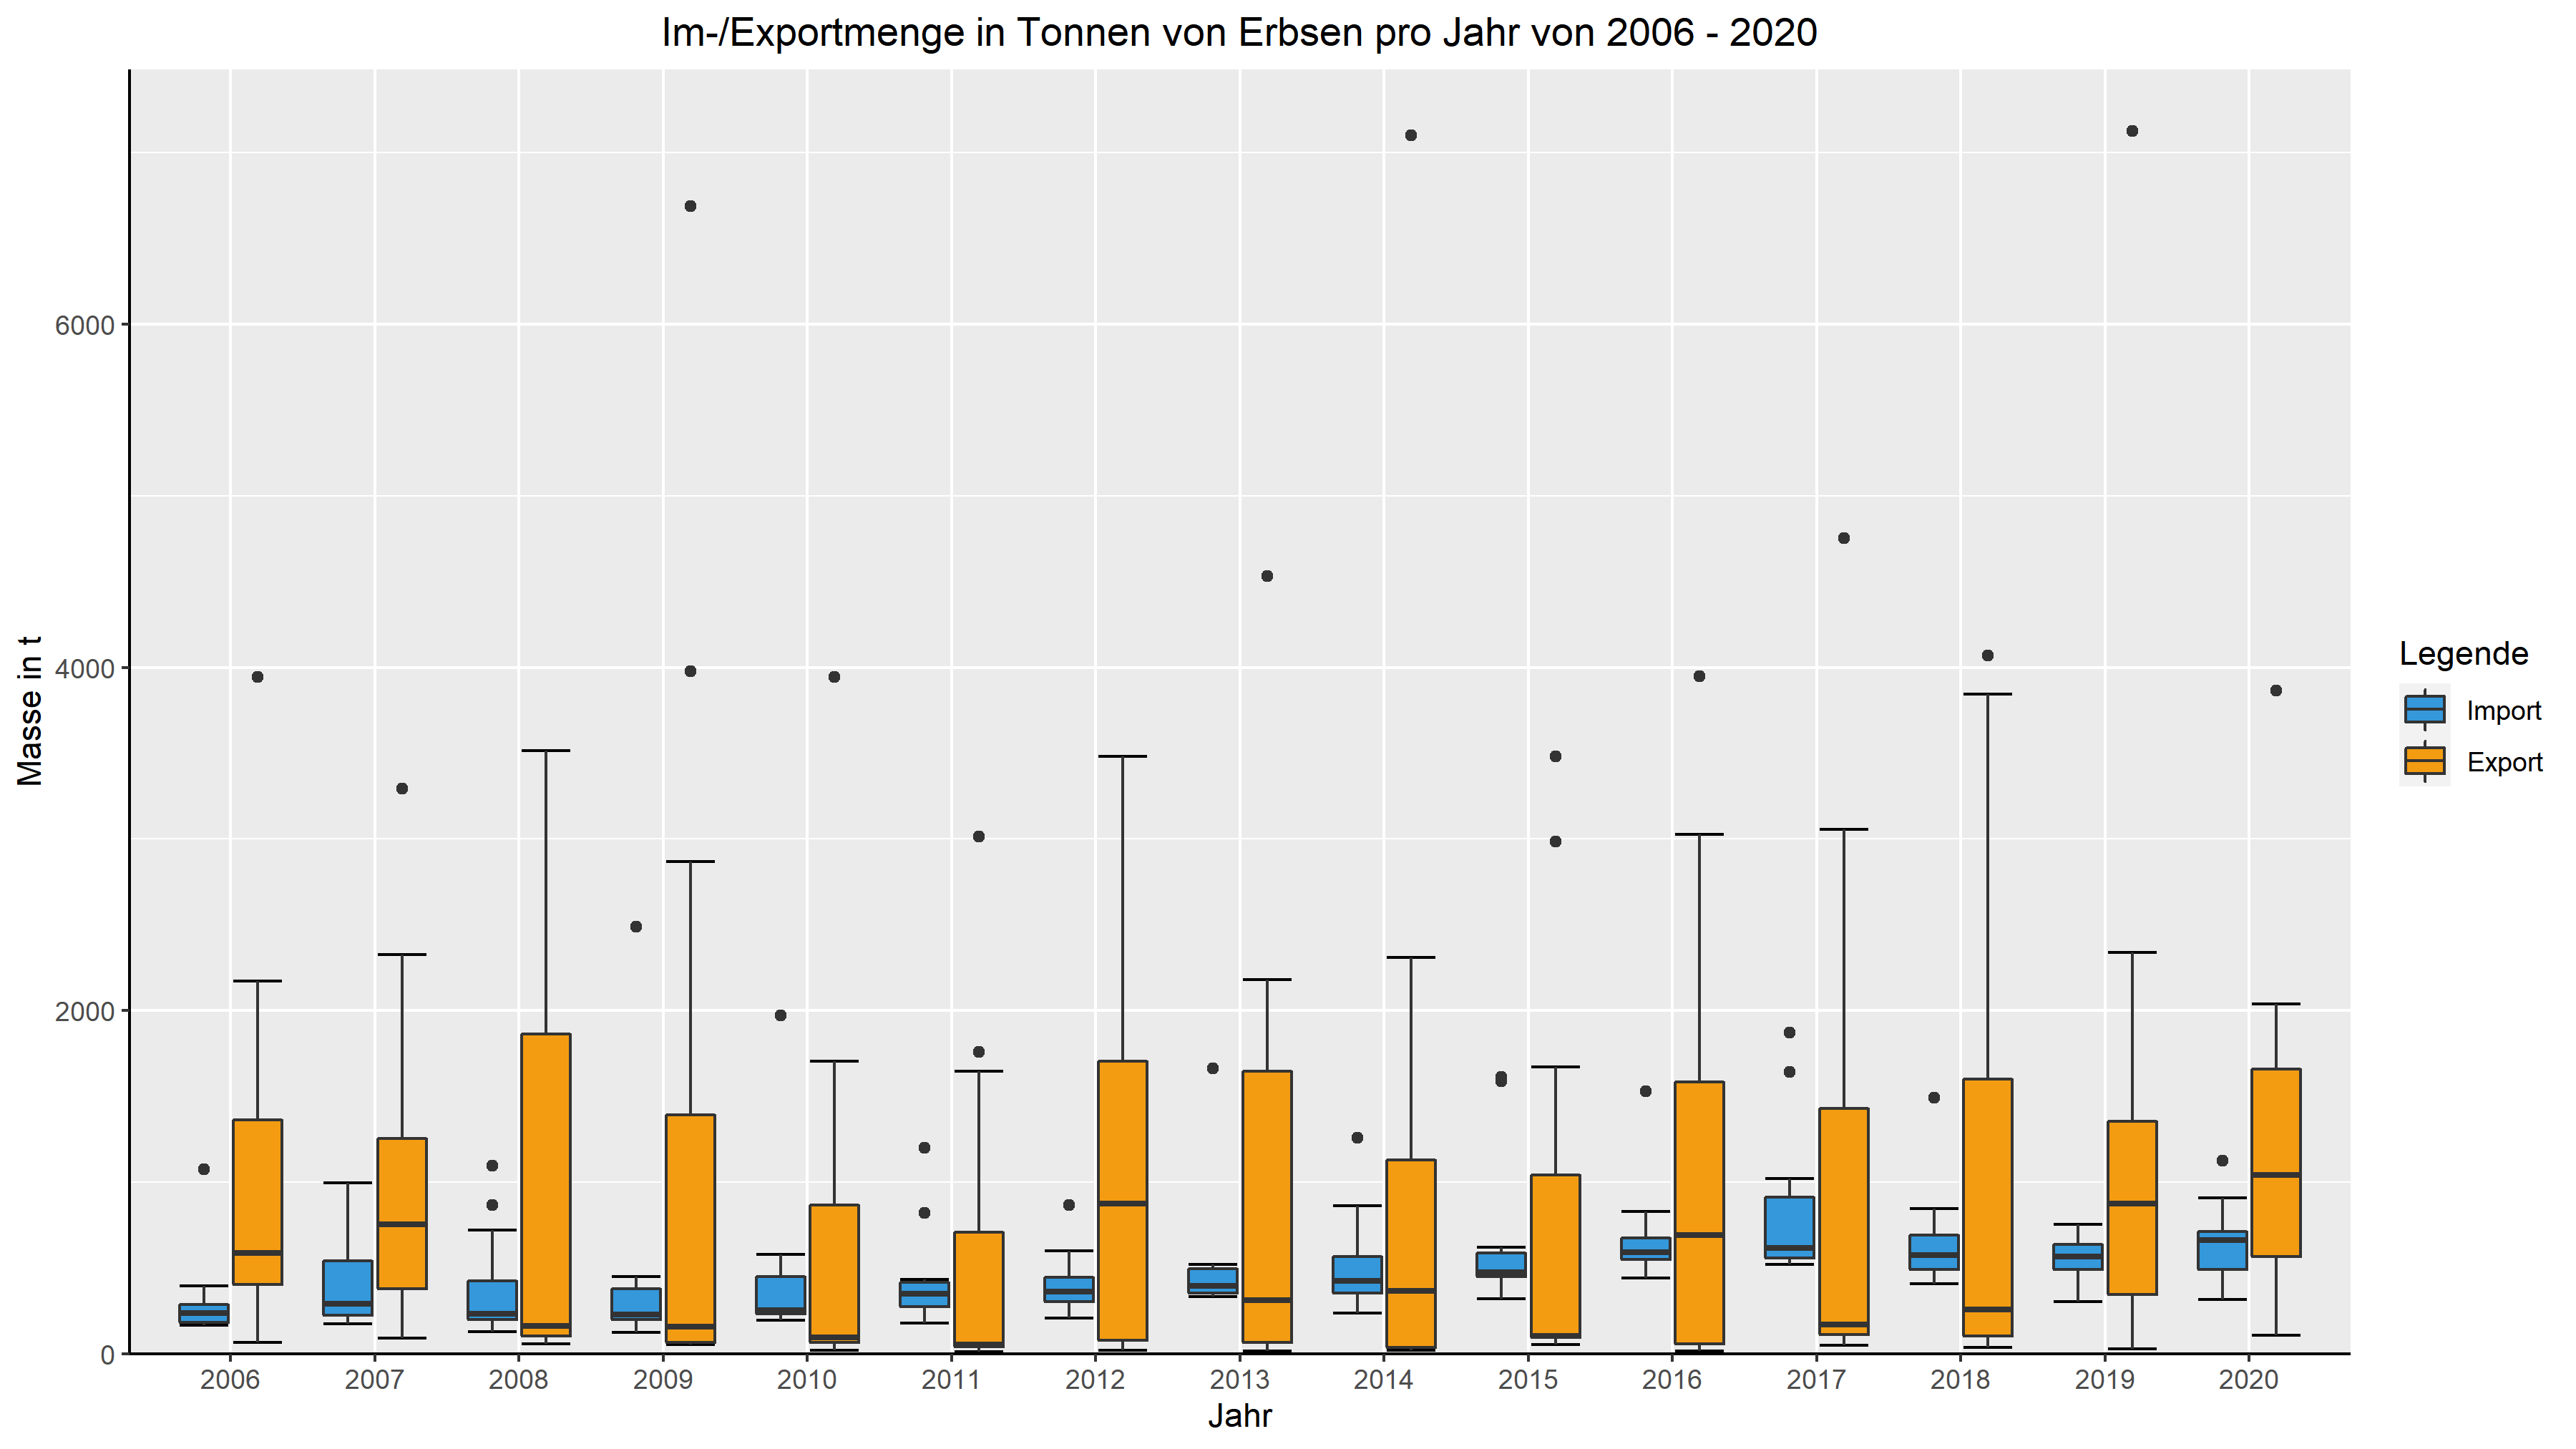 Im-/Exportmenge in Tonnen von Erbsen pro Jahr von 2006 - 2020
Masse in t
6000
4000
2000
0
2006 2007 2008 2009 2010 2011 2012 2013 2014 2015 2016 2017 2018 2019 2020
Jahr
Legende
Import
Export